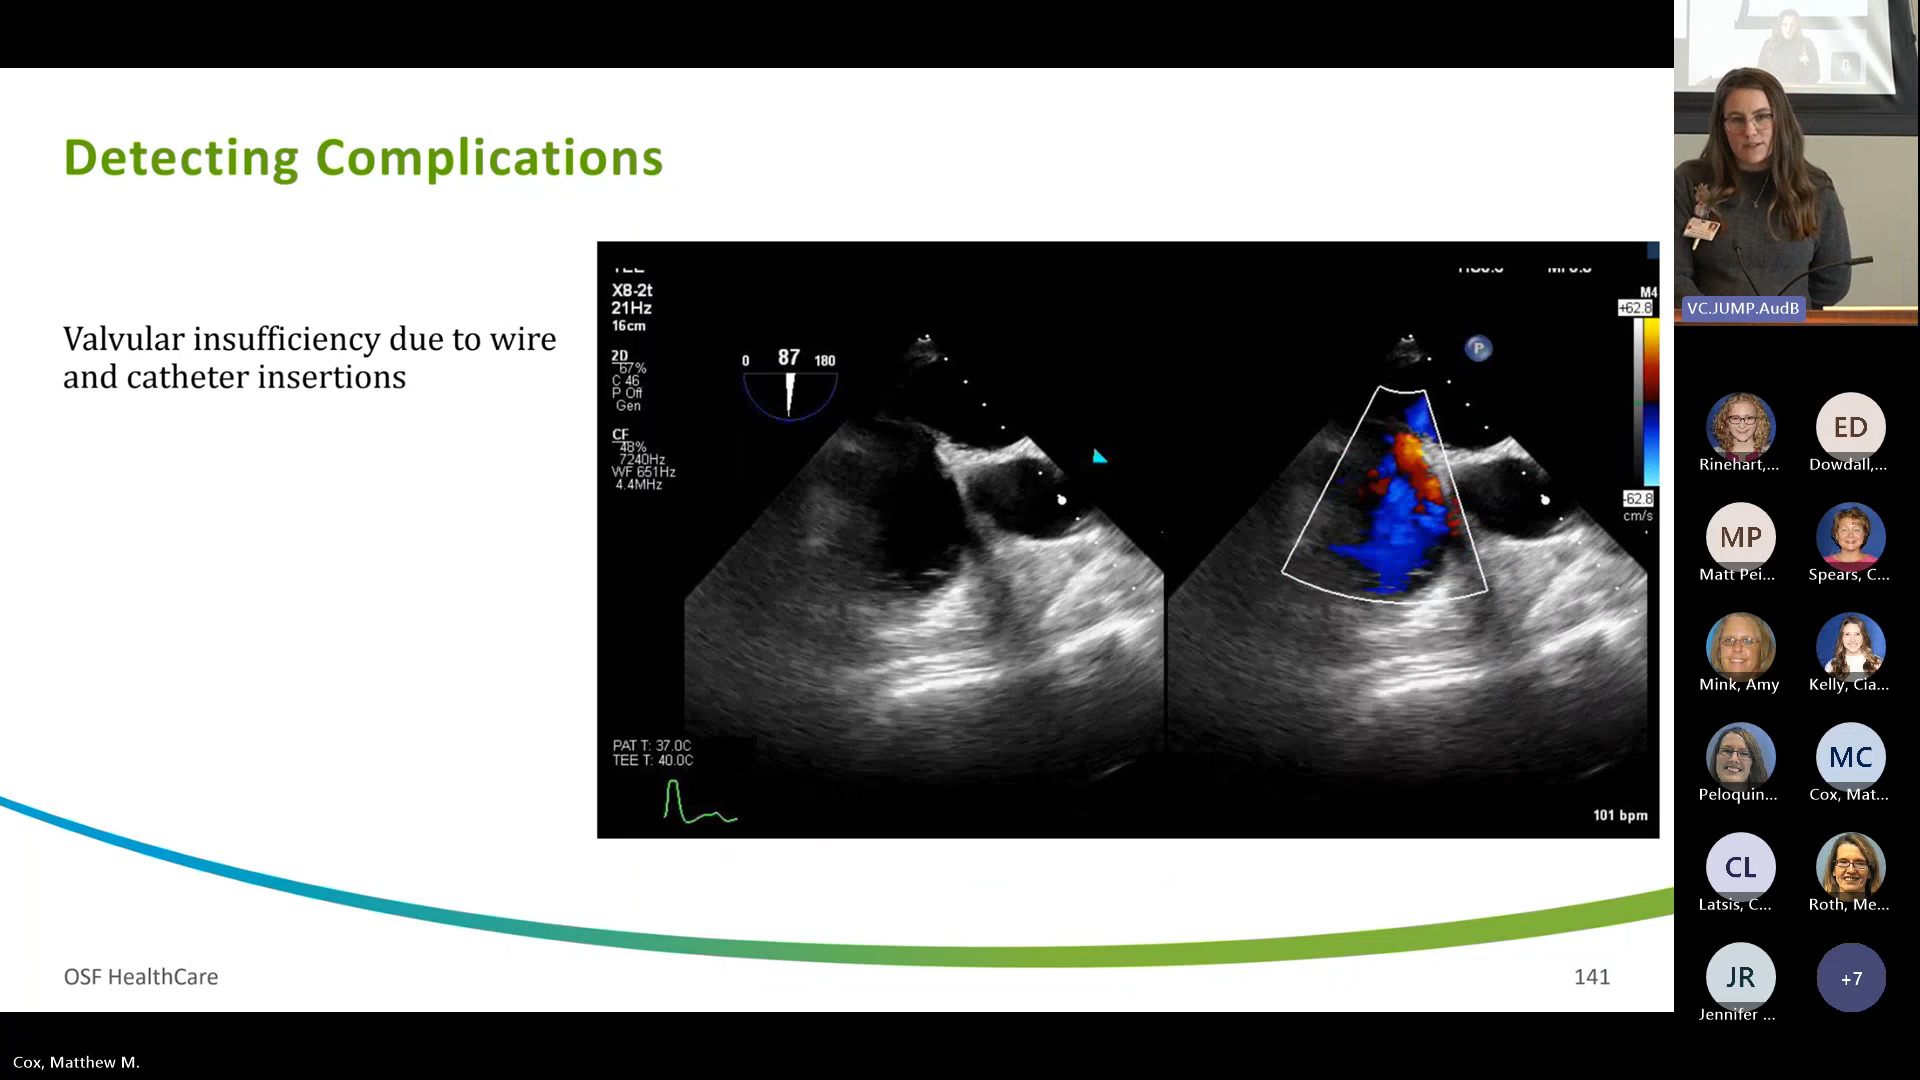 Detecting Complications
Valvular insufficiency due to wire
and catheter insertions
X8-2t
21Hz
16cm
2D
67%
C 46
P Off
Gen
CF
48%
7240Hz
WF 651Hz
4.4MHz
0 87 180
P
M4
+62.8
-62.8
cm/s
PAT T: 37.0C
TEE T: 40.0C
101 bpm
OSF HealthCare
141
VC.JUMP.AudB
Rinehart,...
ED
Dowdall,...
MP
Matt Pei...
Spears, C...
Mink, Amy
Kelly, Cia...
Peloquin...
MC
Cox, Mat...
CL
Latsis, C...
Roth, Me...
JR
Jennifer ...
+7
Cox, Matthew M.